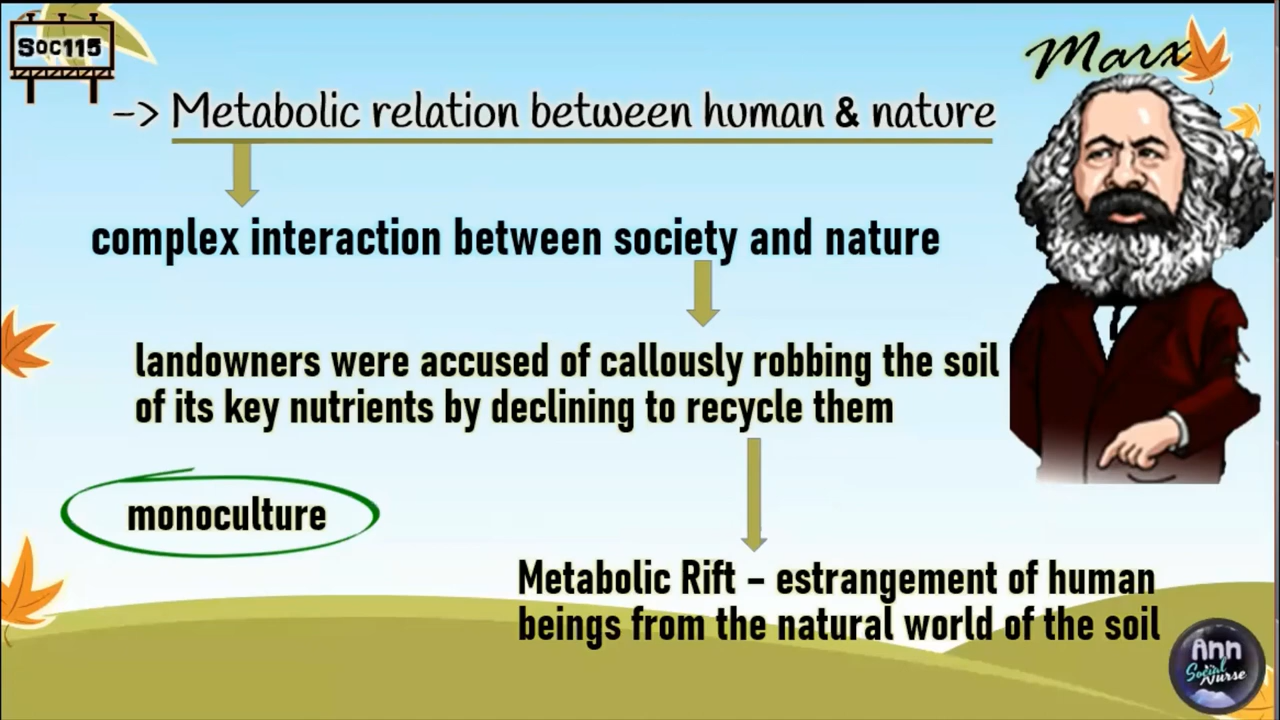 Soc115
Marx
–> Metabolic relation between human & nature
complex interaction between society and nature
landowners were accused of callously robbing the soil
of its key nutrients by declining to recycle them
monoculture
Metabolic Rift – estrangement of human
beings from the natural world of the soil
Ann
Social
Nurse